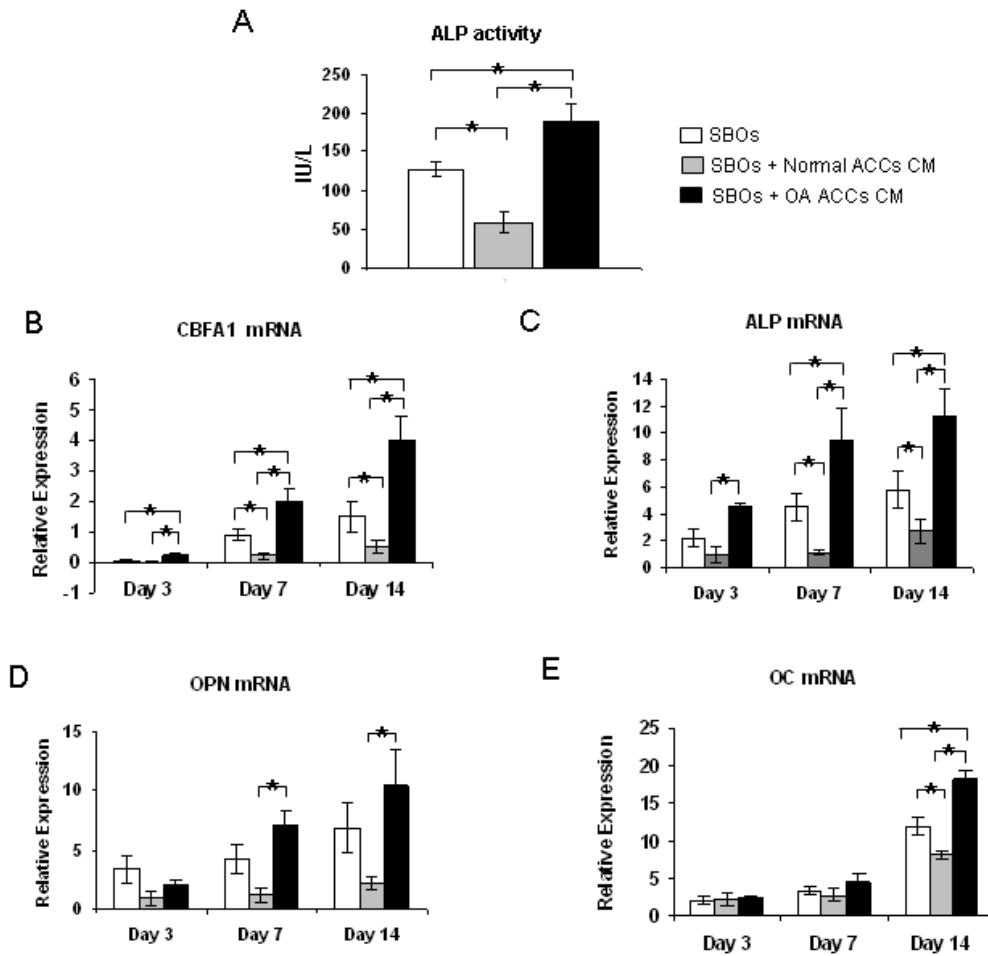 A
ALP activity
250
200
150
100
50
0
IU/L
SBOs
SBOs + Normal ACCs CM
SBOs + OA ACCs CM
B
CBFA1 mRNA
6
5
4
3
2
1
0
-1
Relative Expression
Day 3 Day 7 Day 14
C
ALP mRNA
14
12
10
8
6
4
2
0
Relative Expression
Day 3 Day 7 Day 14
D
OPN mRNA
15
10
5
0
Relative Expression
Day 3 Day 7 Day 14
E
OC mRNA
25
20
15
10
5
0
Relative Expression
Day 3 Day 7 Day 14